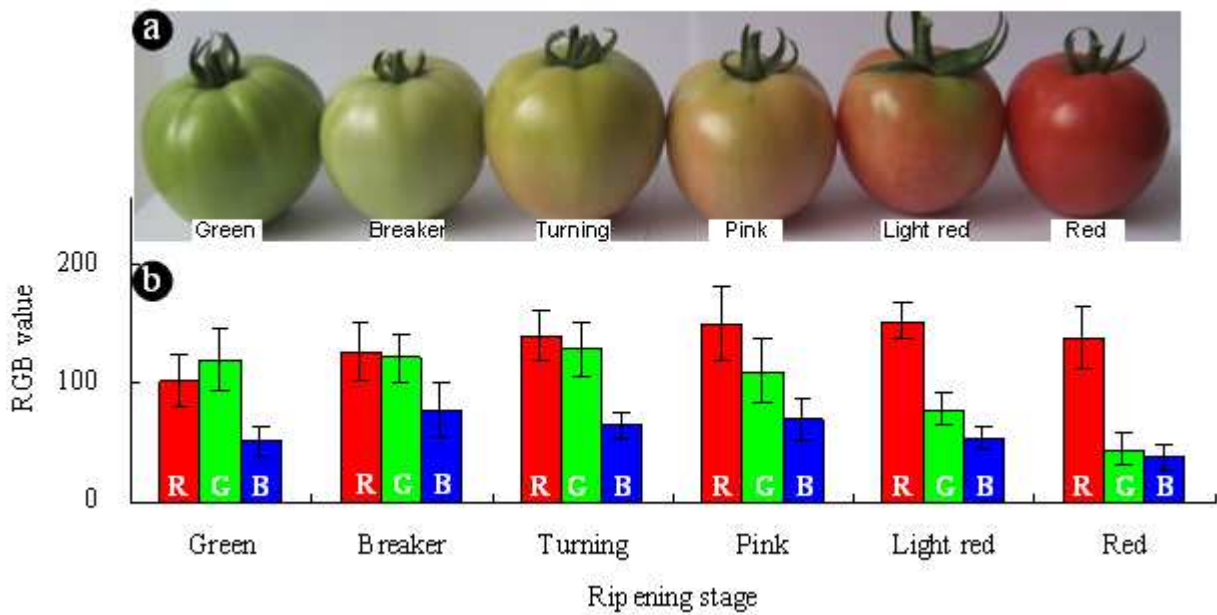 a
Green Breaker Turning Pink Light red Red
200
b
RGB value
100
0
R G B R G B R G B R G B R G B R G B
Green Breaker Turning Pink Light red Red
Ripening stage